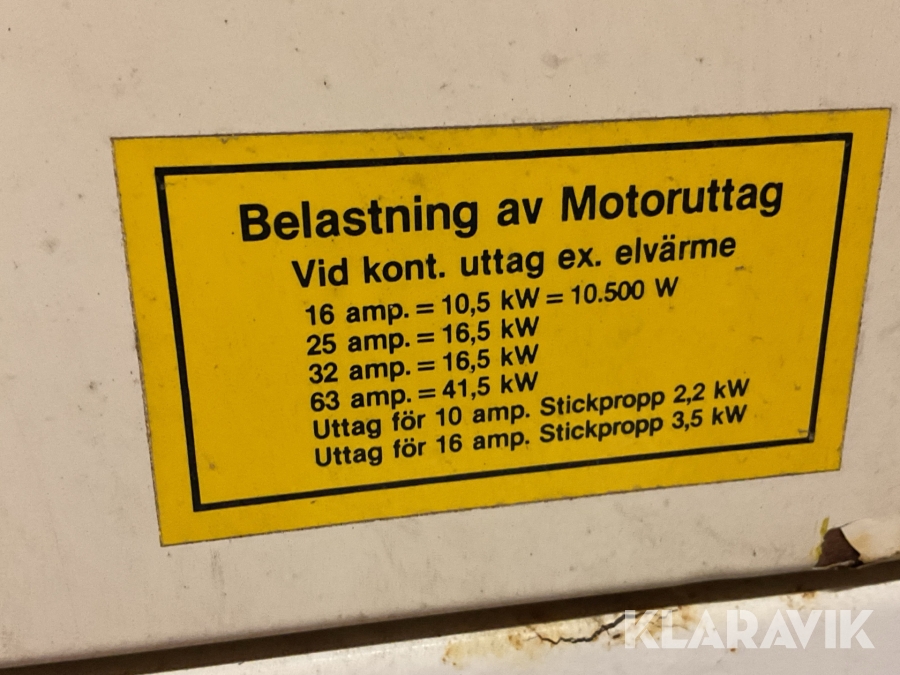 Belastning av Motoruttag
Vid kont. uttag ex. elvärme
16 amp. = 10,5 kW = 10.500 W
25 amp. = 16,5 kW
32 amp. = 16,5 kW
63 amp. = 41,5 kW
Uttag för 10 amp. Stickpropp 2,2 kW
Uttag för 16 amp. Stickpropp 3,5 kW
KLARAVIK